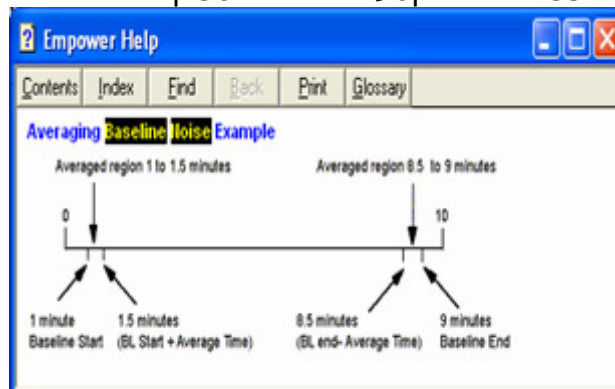 Empower Help
Contents Index Find Back Print Glossary
Averaging Baseline Noise Example
Averaged region 1 to 1.5 minutes Averaged region 8.5 to 9 minutes
0 10
1 minute 1.5 minutes 8.5 minutes 9 minutes
Baseline Start (BL Start + Average Time) (BL end- Average Time) Baseline End